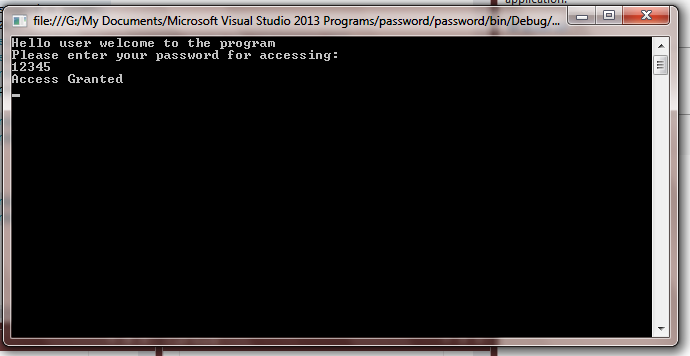 application.
file:///G:/My Documents/Microsoft Visual Studio 2013 Programs/password/password/bin/Debug/...
Hello user welcome to the program
Please enter your password for accessing:
12345
Access Granted